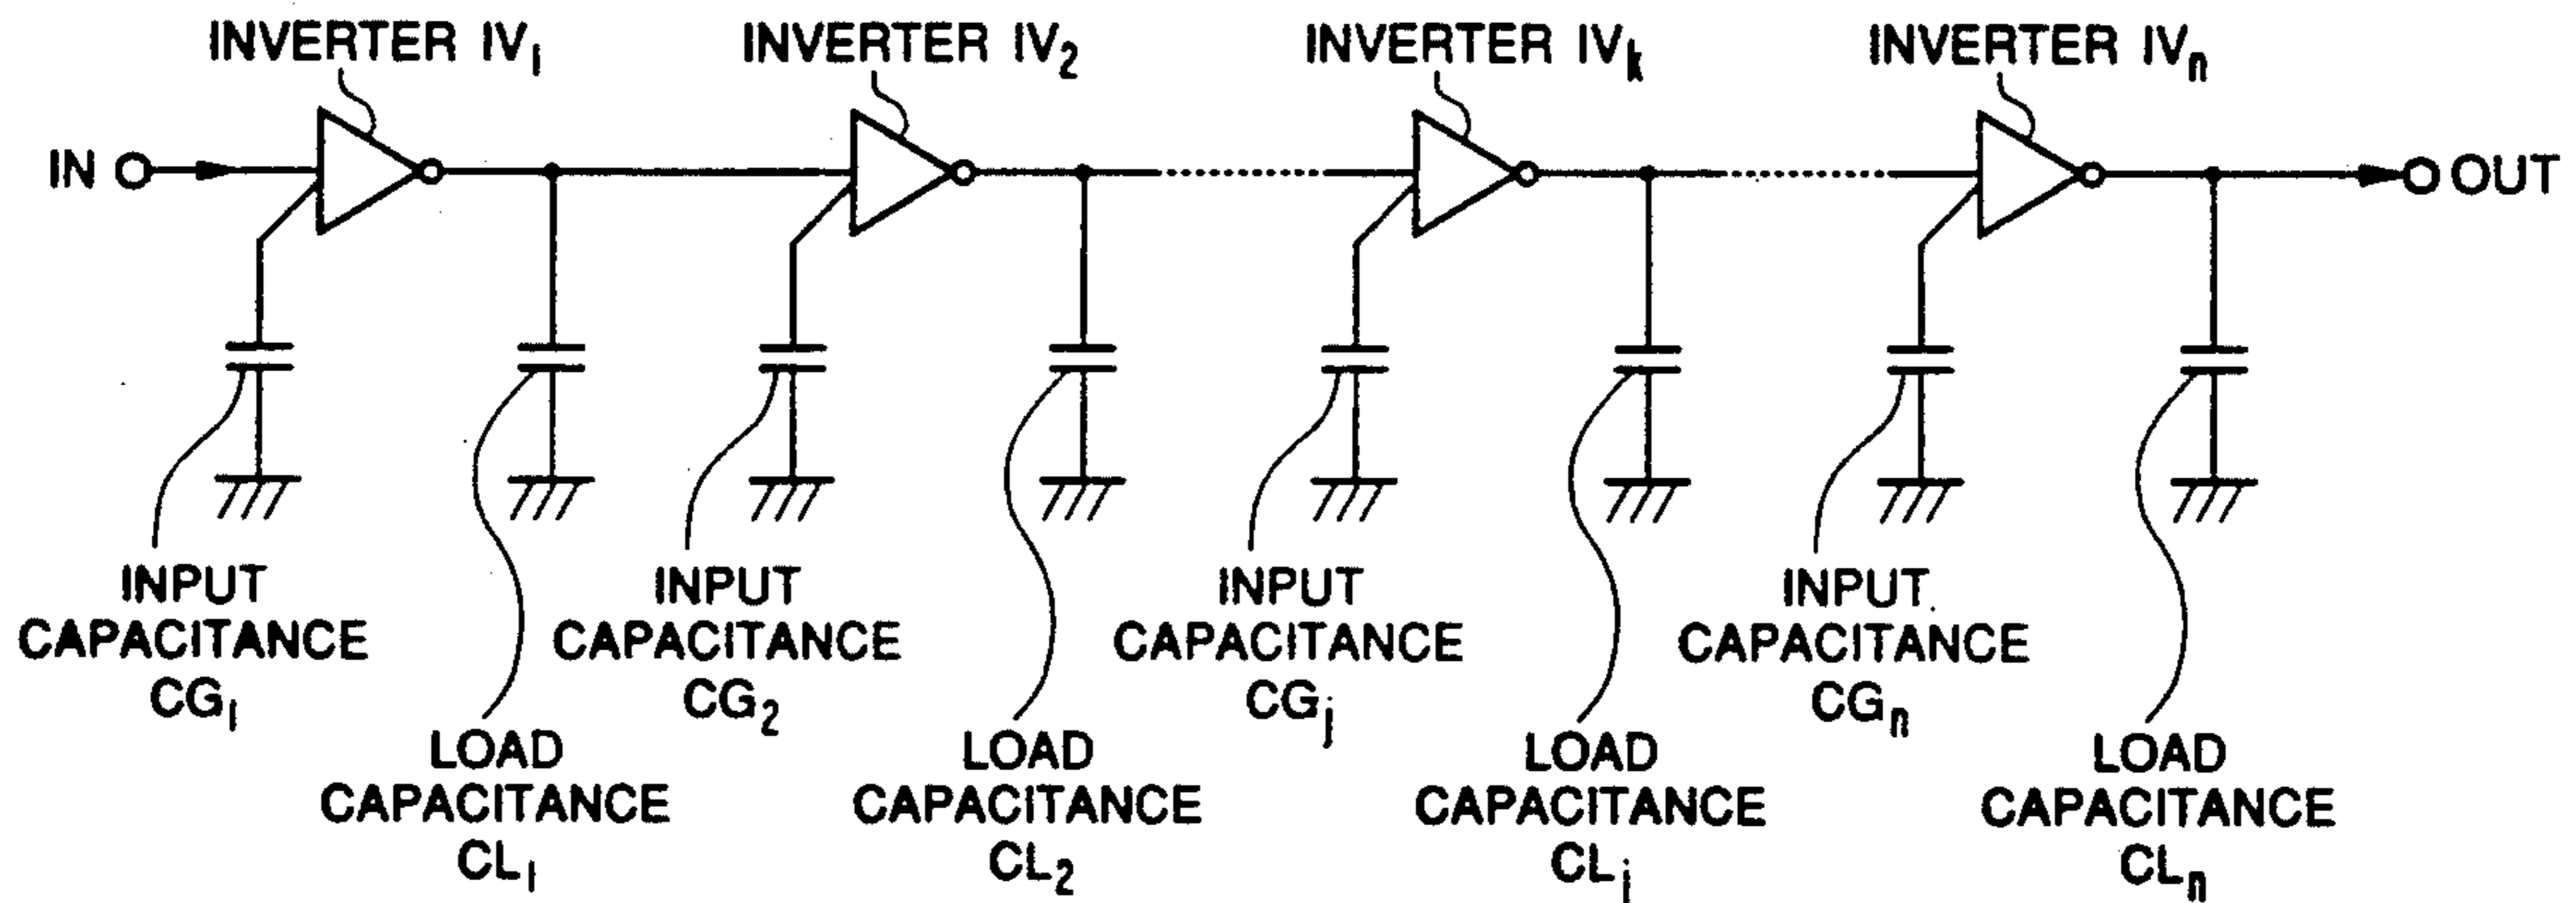 INVERTER IV₁
INVERTER IV₂
INVERTER IVₖ
INVERTER IVₙ
IN
OUT
INPUT
CAPACITANCE
CG₁
LOAD
CAPACITANCE
CL₁
INPUT
CAPACITANCE
CG₂
LOAD
CAPACITANCE
CL₂
INPUT
CAPACITANCE
CGⱼ
LOAD
CAPACITANCE
CLⱼ
INPUT
CAPACITANCE
CGₙ
LOAD
CAPACITANCE
CLₙ